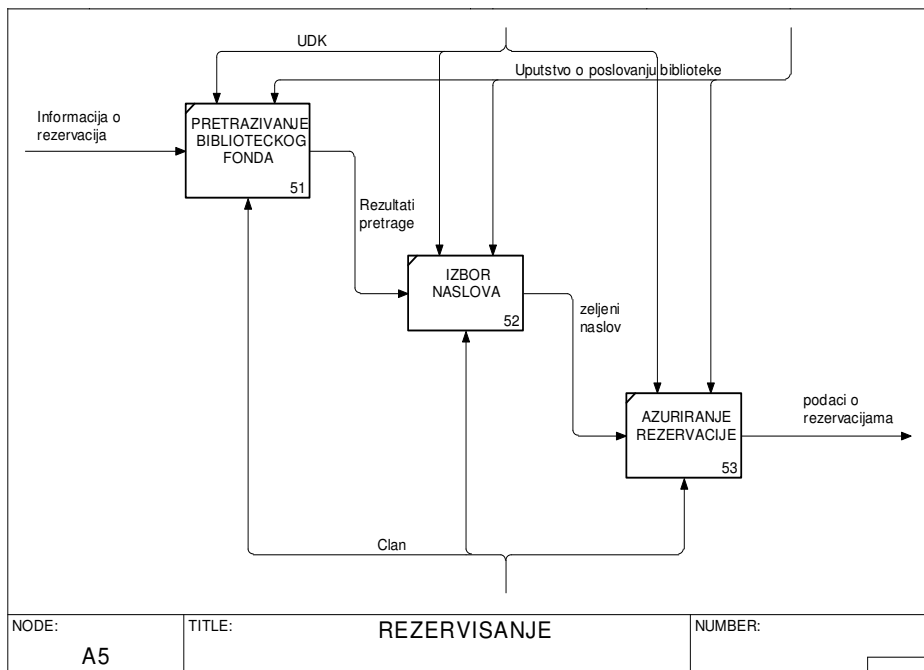 UDK
Uputstvo o poslovanju biblioteke
Informacija o
rezervacija
PRETRAZIVANJE
BIBLIOTECKOG
FONDA
51
Rezultati
pretrage
IZBOR
NASLOVA
52
zeljeni
naslov
AZURIRANJE
REZERVACIJE
53
podaci o
rezervacijama
Clan
NODE:
A5
TITLE:
REZERVISANJE
NUMBER: